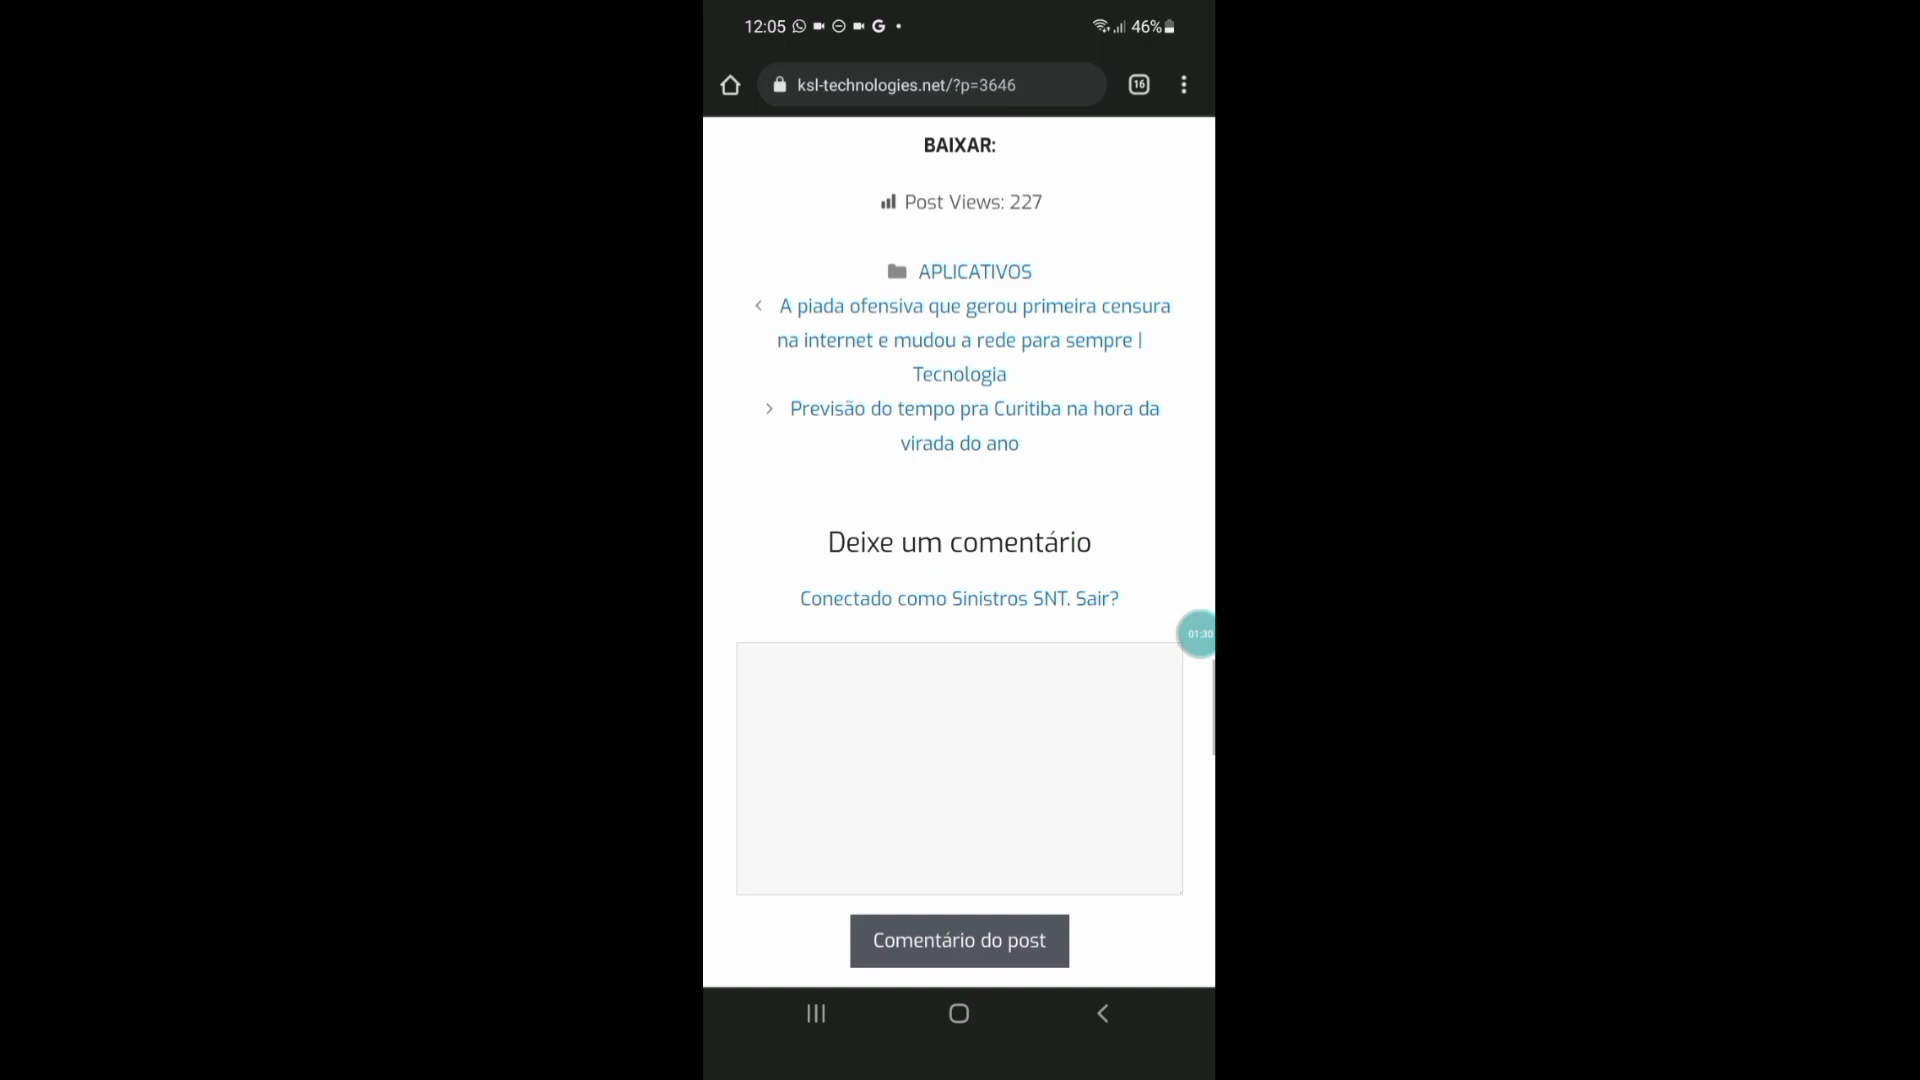 12:05 46%
ksl-technologies.net/?p=3646 16
BAIXAR:
Post Views: 227
APLICATIVOS
A piada ofensiva que gerou primeira censura
na internet e mudou a rede para sempre |
Tecnologia
Previsão do tempo pra Curitiba na hora da
virada do ano
Deixe um comentário
Conectado como Sinistros SNT. Sair?
01:30
Comentário do post